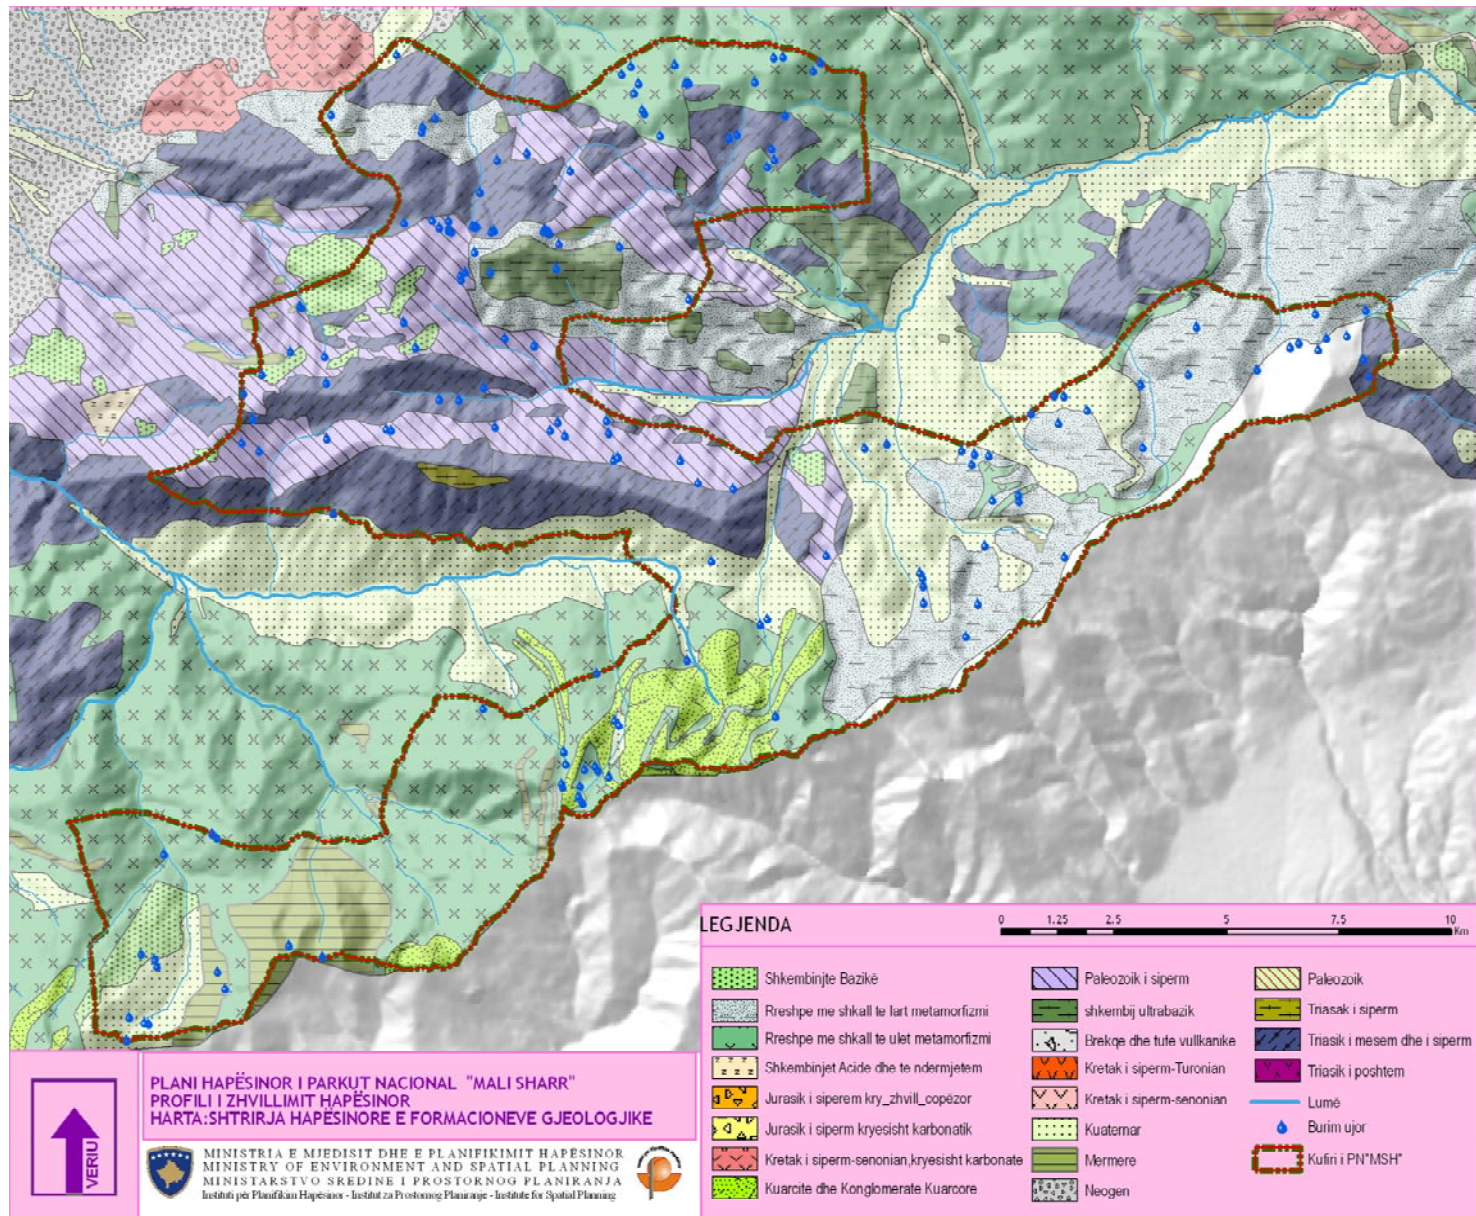 LEGJENDA
0 1.25 2.5 5 7.5 10
Km
Shkembinjte Bazikë
Rreshpe me shkall te lart metamorfizmi
Rreshpe me shkall te ulet metamorfizmi
Shkembinjet Acide dhe te ndermjetem
Jurasik i siperem kry_zhvill_copëzor
Jurasik i siperm kryesisht karbonatik
Kretak i siperm-senonian,kryesisht karbonate
Kuarcite dhe Konglomerate Kuarcore
Paleozoik i siperm
shkembij ultrabazik
Brekqe dhe tufe vullkanike
Kretak i siperm-Turonian
Kretak i siperm-senonian
Kuaternar
Mermere
Neogen
Paleozoik
Triasak i siperm
Triasik i mesem dhe i siperm
Triasik i poshtem
Lumë
Burim ujor
Kufiri i PN"MSH"
VERIU
PLANI HAPËSINOR I PARKUT NACIONAL "MALI SHARR"
PROFILI I ZHVILLIMIT HAPËSINOR
HARTA:SHTRIRJA HAPËSINORE E FORMACIONEVE GJEOLOGJIKE
MINISTRIA E MJEDISIT DHE E PLANIFIKIMIT HAPËSINOR
MINISTRY OF ENVIRONMENT AND SPATIAL PLANNING
MINISTARSTVO SREDINE I PROSTORNOG PLANIRANJA
Instituti për Planifikim Hapësinor - Institut za Prostornog Planiranje - Institute for Spatial Planning